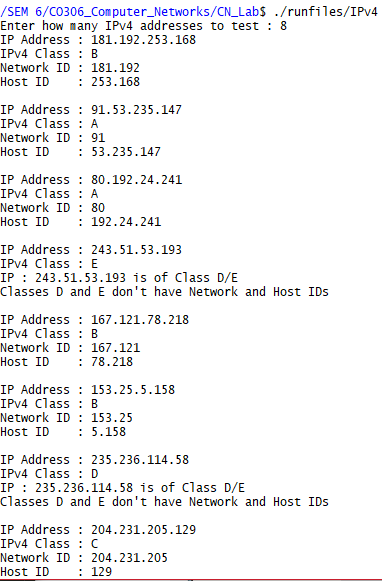 /SEM 6/CO306_Computer_Networks/CN_Lab$ ./runfiles/IPv4
Enter how many IPv4 addresses to test : 8
IP Address : 181.192.253.168
IPv4 Class : B
Network ID : 181.192
Host ID    : 253.168

IP Address : 91.53.235.147
IPv4 Class : A
Network ID : 91
Host ID    : 53.235.147

IP Address : 80.192.24.241
IPv4 Class : A
Network ID : 80
Host ID    : 192.24.241

IP Address : 243.51.53.193
IPv4 Class : E
IP : 243.51.53.193 is of Class D/E
Classes D and E don't have Network and Host IDs

IP Address : 167.121.78.218
IPv4 Class : B
Network ID : 167.121
Host ID    : 78.218

IP Address : 153.25.5.158
IPv4 Class : B
Network ID : 153.25
Host ID    : 5.158

IP Address : 235.236.114.58
IPv4 Class : D
IP : 235.236.114.58 is of Class D/E
Classes D and E don't have Network and Host IDs

IP Address : 204.231.205.129
IPv4 Class : C
Network ID : 204.231.205
Host ID    : 129